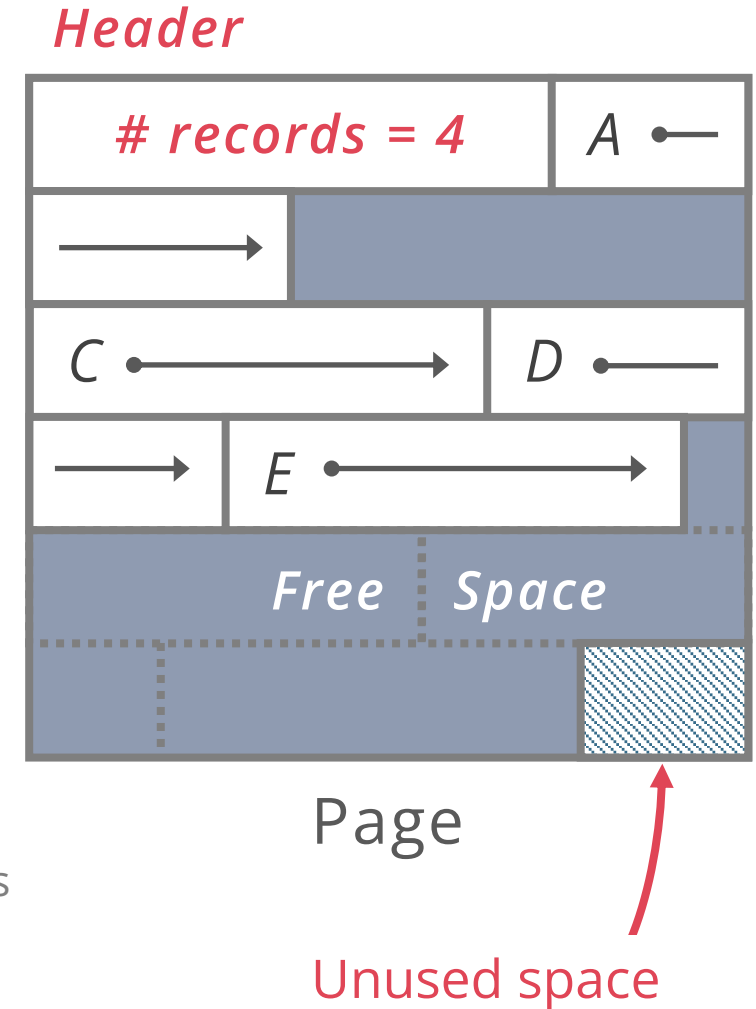 Header
# records = 4
A
C
D
E
Free Space
Page
s
Unused space